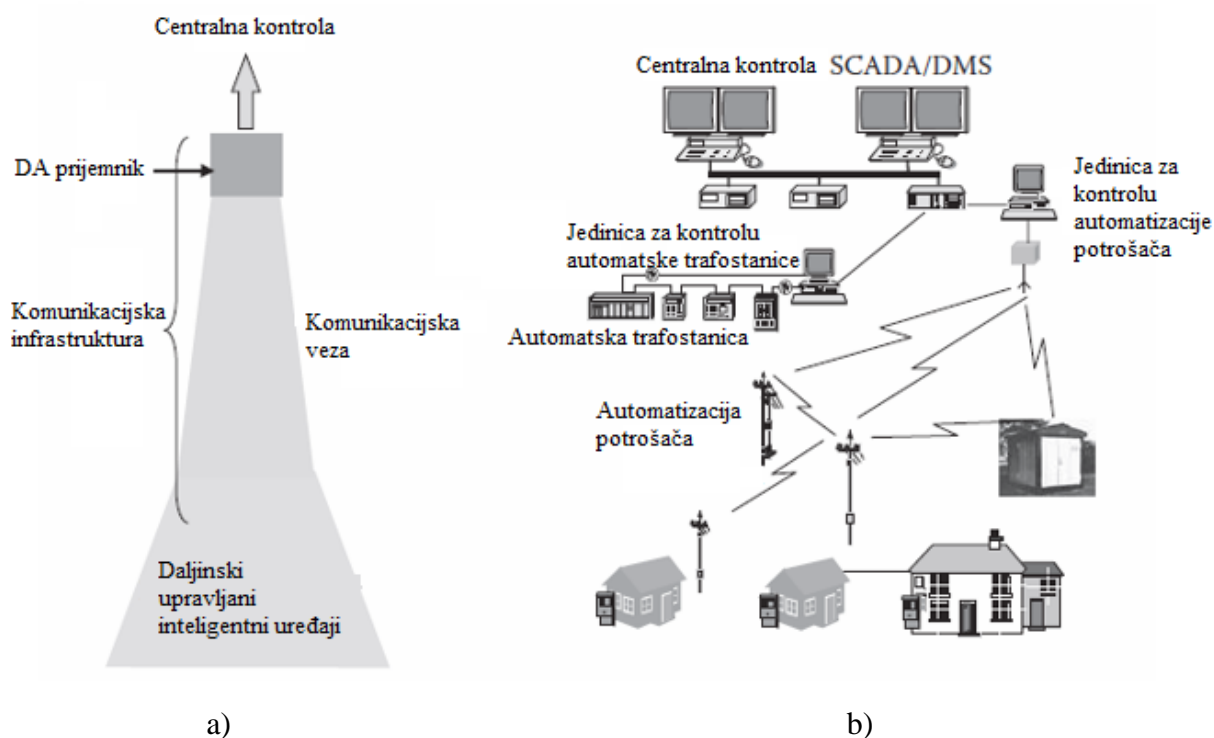 Centralna kontrola
DA prijemnik
Komunikacijska
infrastruktura
Komunikacijska
veza
Daljinski
upravljani
inteligentni uređaji
a)
Centralna kontrola SCADA/DMS
Jedinica za
kontrolu
automatizacije
potrošača
Jedinica za kontrolu
automatske trafostanice
Automatska trafostanica
Automatizacija
potrošača
b)